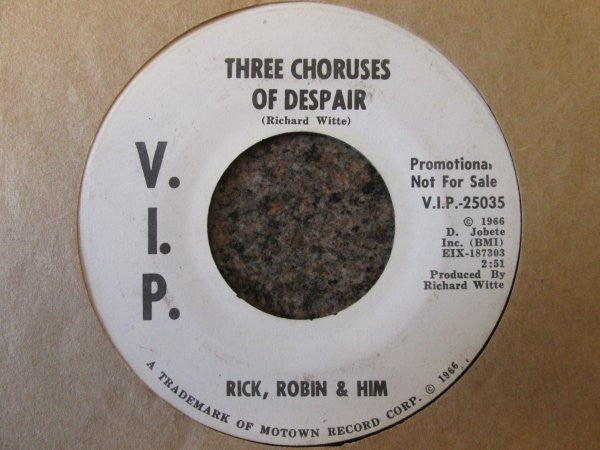 THREE CHORUSES
OF DESPAIR
(Richard Witte)
V.
I.
P.
Promotional
Not For Sale
V.I.P.-25035
© 1966
D. Jobete
Inc. (BMI)
EIX-187303
2:51
Produced By
Richard Witte
RICK, ROBIN & HIM
A TRADEMARK OF MOTOWN RECORD CORP. © 1966